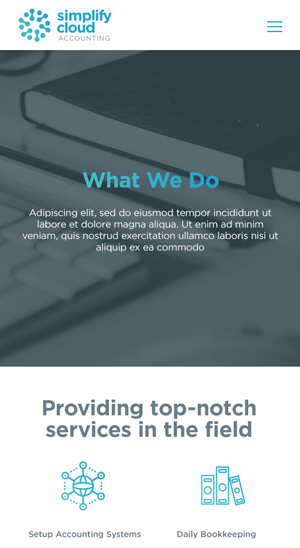 simplify
cloud
ACCOUNTING
What We Do
Adipiscing elit, sed do eiusmod tempor incididunt ut
labore et dolore magna aliqua. Ut enim ad minim
veniam, quis nostrud exercitation ullamco laboris nisi ut
aliquip ex ea commodo
Providing top-notch
services in the field
Setup Accounting Systems
Daily Bookkeeping